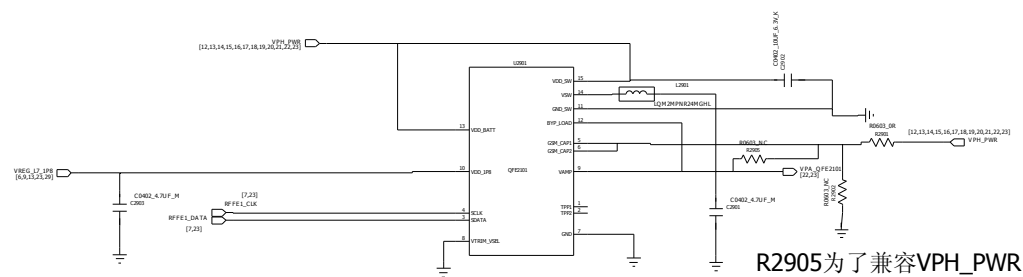 VPH_PWR
[12,13,14,15,16,17,18,19,20,21,22,23]
U2901
C0402_10UF_6.3V_K
C2902
VDD_SW
15
VSW
14
L2901
LQM2MPNR24MGHL
GND_SW
11
BYP_LOAD
12
13
VDD_BATT
GSM_CAP1
5
GSM_CAP2
6
R0603_NC
R2905
R0603_0R
R2901
[12,13,14,15,16,17,18,19,20,21,22,23]
VPH_PWR
VREG_L7_1P8
[6,9,13,23,29]
10
VDD_1P8
QFE2101
VAMP
9
VPA_QFE2101
[22,23]
R0603_NC
R2902
C0402_4.7UF_M
C2903
[7,23]
RFFE1_CLK
4
SCLK
TPP1
1
TPP2
2
C0402_4.7UF_M
C2901
RFFE1_DATA
3
SDATA
[7,23]
8
VTRIM_VSEL
GND
7
R2905为了兼容VPH_PWR